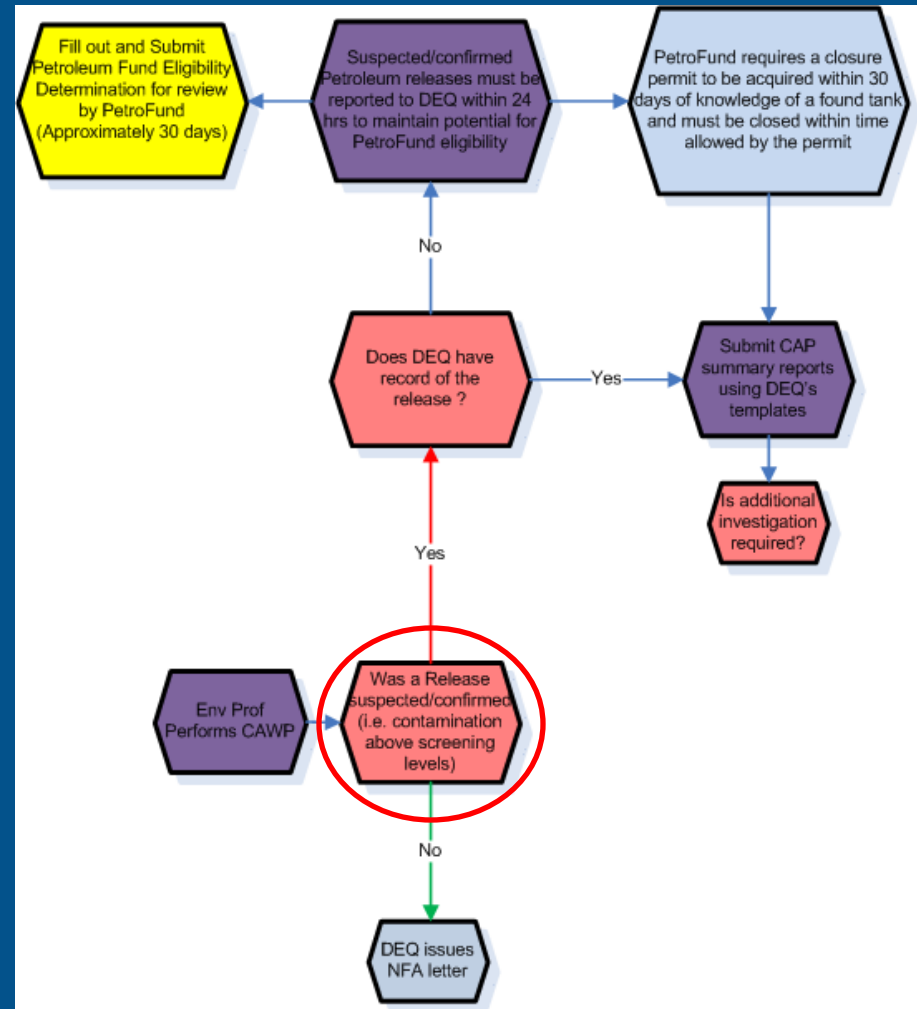 Fill out and Submit
Petroleum Fund Eligibility
Determination for review
by PetroFund
(Approximately 30 days)
Suspected/confirmed
Petroleum releases must be
reported to DEQ within 24
hrs to maintain potential for
PetroFund eligibility
PetroFund requires a closure
permit to be acquired within 30
days of knowledge of a found tank
and must be closed within time
allowed by the permit
No
Does DEQ have
record of the
release ?
Yes
Submit CAP
summary reports
using DEQ's
templates
Is additional
investigation
required?
Yes
Env Prof
Performs CAWP
Was a Release
suspected/confirmed
(i.e. contamination
above screening
levels)
No
DEQ issues
NFA letter